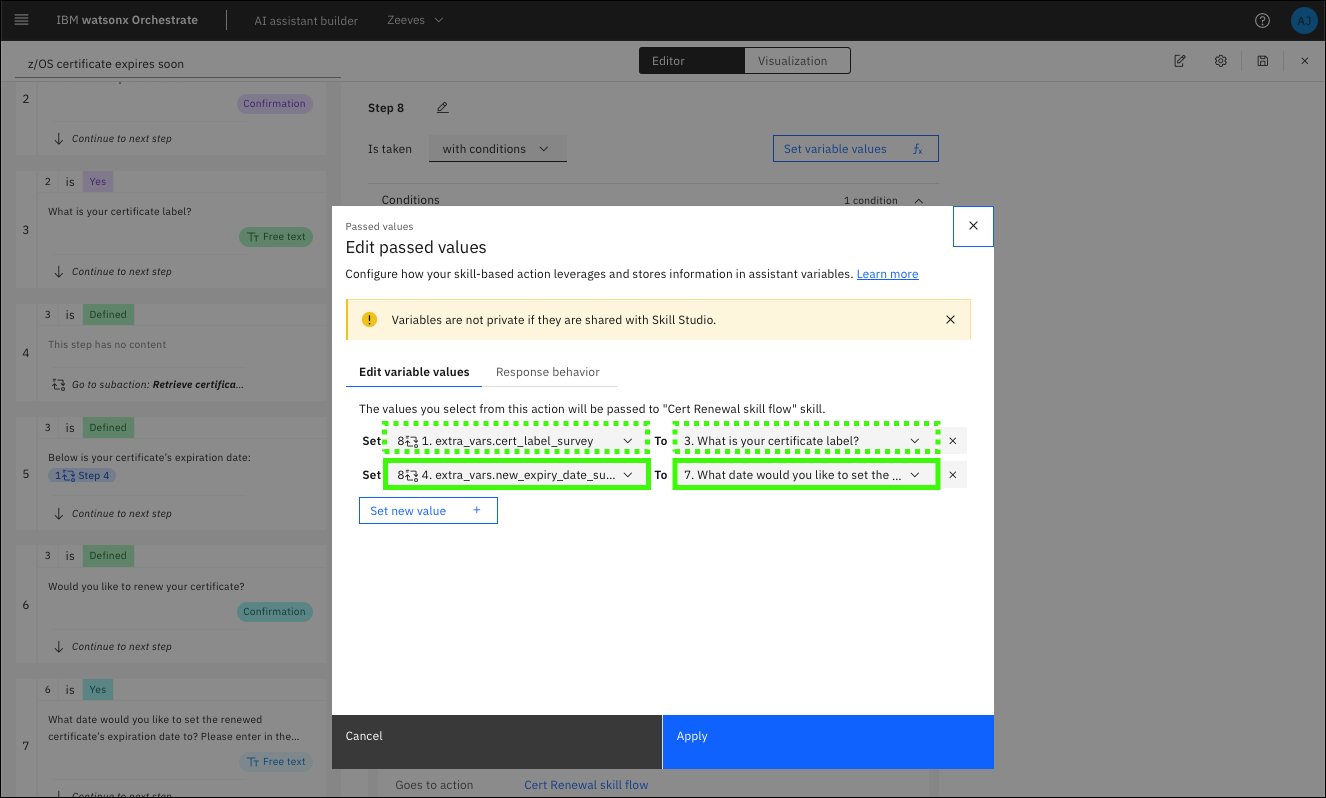 IBM watsonx Orchestrate
AI assistant builder
Zeeves
AJ
z/OS certificate expires soon
Editor
Visualization
2
Confirmation
Continue to next step
2 is Yes
What is your certificate label?
3
Free text
Continue to next step
3 is Defined
This step has no content
4
Go to subaction: Retrieve certifica...
3 is Defined
Below is your certificate's expiration date:
5
1 Step 4
Continue to next step
3 is Defined
Would you like to renew your certificate?
6
Confirmation
Continue to next step
6 is Yes
What date would you like to set the renewed
certificate's expiration date to? Please enter in the...
7
Free text
Continue to next step
Step 8
Is taken
with conditions
Set variable values
fx
Conditions
1 condition
Passed values
Edit passed values
Configure how your skill-based action leverages and stores information in assistant variables. Learn more
Variables are not private if they are shared with Skill Studio.
Edit variable values
Response behavior
The values you select from this action will be passed to "Cert Renewal skill flow" skill.
Set 8 1. extra_vars.cert_label_survey To 3. What is your certificate label?
Set 8 4. extra_vars.new_expiry_date_su... To 7. What date would you like to set the ...
Set new value +
Cancel
Apply
Goes to action
Cert Renewal skill flow